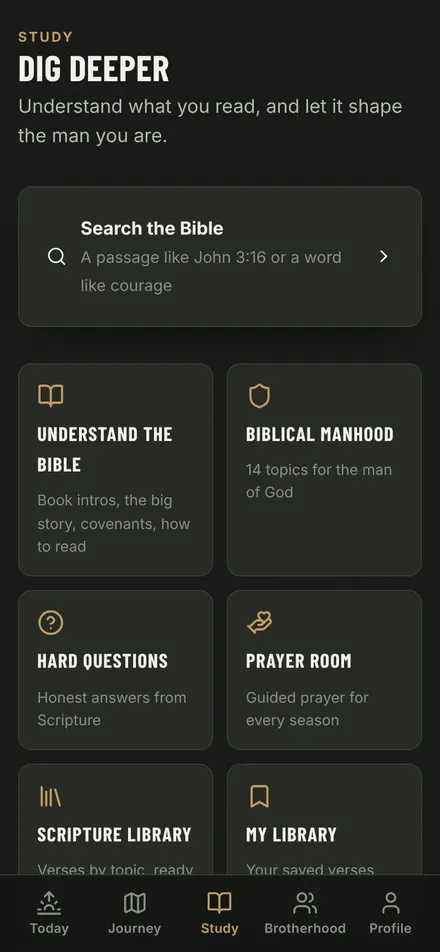 STUDY
DIG DEEPER
Understand what you read, and let it shape
the man you are.
Search the Bible
A passage like John 3:16 or a word
like courage
UNDERSTAND THE
BIBLE
Book intros, the big
story, covenants, how
to read
BIBLICAL MANHOOD
14 topics for the man
of God
HARD QUESTIONS
Honest answers from
Scripture
PRAYER ROOM
Guided prayer for
every season
SCRIPTURE LIBRARY
Verses by topic, ready
MY LIBRARY
Your saved verses
Today
Journey
Study
Brotherhood
Profile